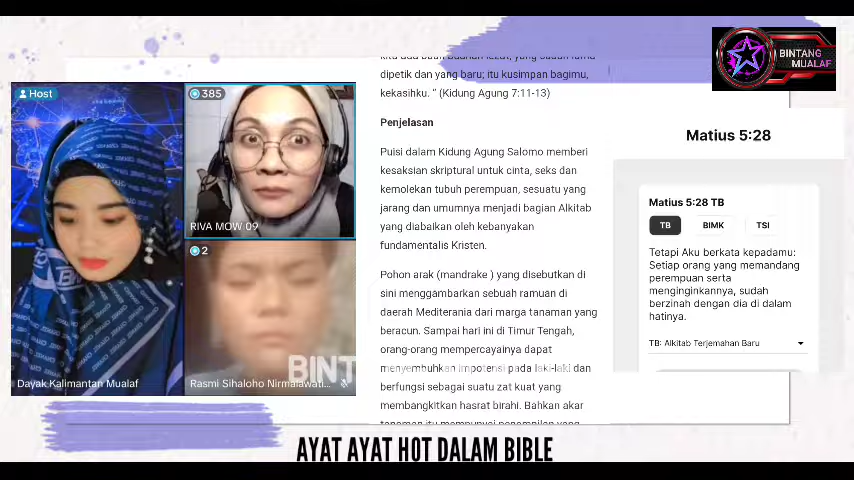 BINTANG
MUALAF
Host
385
RIVA MOW 09
2
BINT
Dayak Kalimantan Mualaf
Rasmi Sihaloho Nirmalawati...
dipetik dan yang baru; itu kusimpan bagimu,
kekasihku. " (Kidung Agung 7:11-13)
Penjelasan
Puisi dalam Kidung Agung Salomo memberi
kesaksian skriptural untuk cinta, seks dan
kemolekan tubuh perempuan, sesuatu yang
jarang dan umumnya menjadi bagian Alkitab
yang diabaikan oleh kebanyakan
fundamentalis Kristen.
Pohon arak (mandrake ) yang disebutkan di
sini menggambarkan sebuah ramuan di
daerah Mediterania dari marga tanaman yang
beracun. Sampai hari ini di Timur Tengah,
orang-orang mempercayainya dapat
menyembuhkan impotensi pada laki-laki dan
berfungsi sebagai suatu zat kuat yang
membangkitkan hasrat birahi. Bahkan akar
Matius 5:28
Matius 5:28 TB
TB BIMK TSI
Tetapi Aku berkata kepadamu:
Setiap orang yang memandang
perempuan serta
menginginkannya, sudah
berzinah dengan dia di dalam
hatinya.
TB: Alkitab Terjemahan Baru
AYAT AYAT HOT DALAM BIBLE